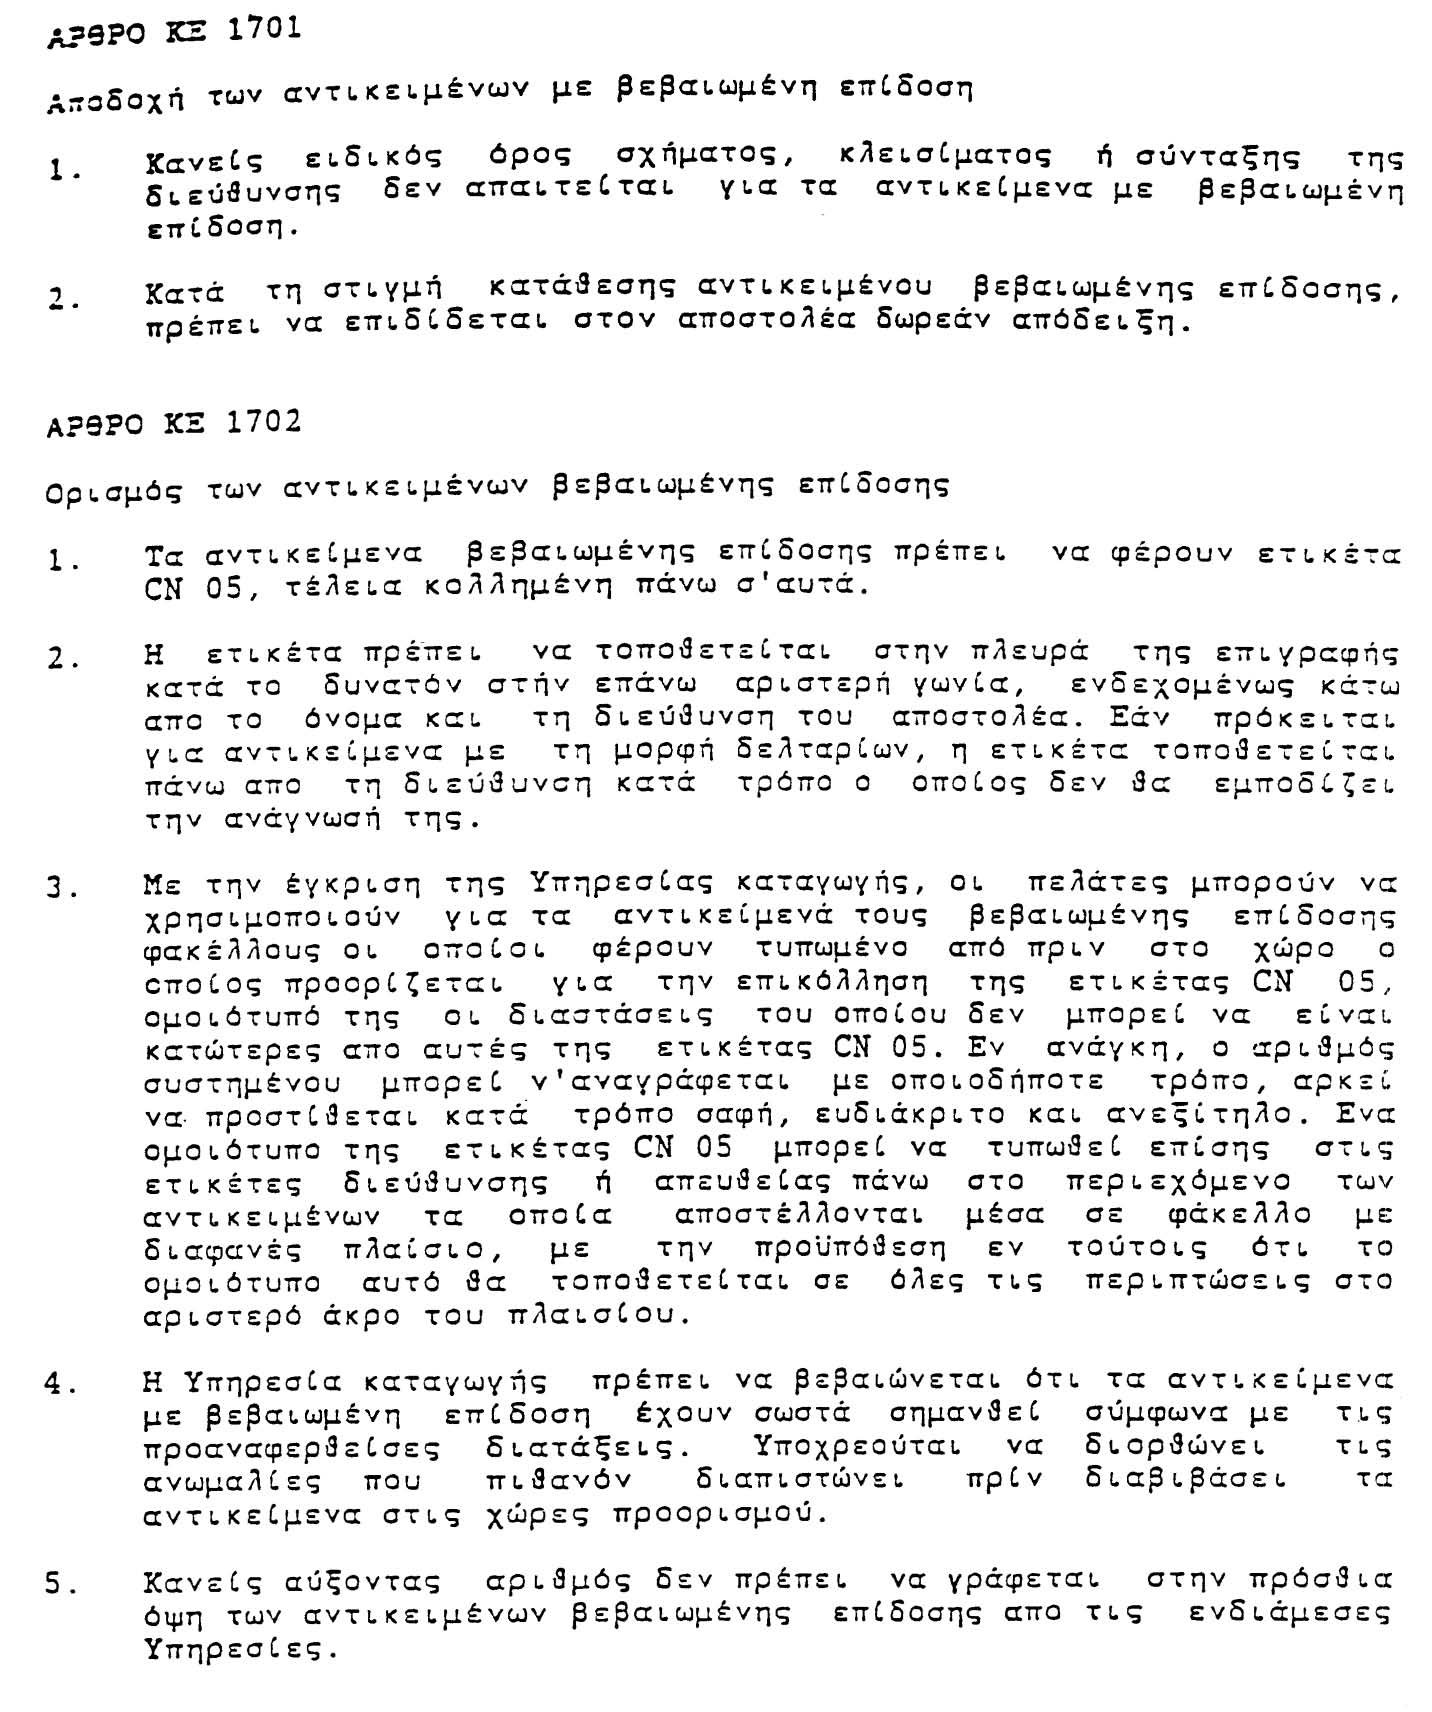 ΑΡΘΡΟ ΚΞ 1701
Αποδοχή των αντικειμένων με βεβαιωμένη επίδοση
1. Κανείς ειδικός όρος σχήματος, κλεισίματος ή σύνταξης της
διεύθυνσης δεν απαιτείται για τα αντικείμενα με βεβαιωμένη
επίδοση.
2. Κατά τη στιγμή κατάθεσης αντικειμένου βεβαιωμένης επίδοσης,
πρέπει να επιδίδεται στον αποστολέα δωρεάν απόδειξη.
ΑΡΘΡΟ ΚΞ 1702
Ορισμός των αντικειμένων βεβαιωμένης επίδοσης
1. Τα αντικείμενα βεβαιωμένης επίδοσης πρέπει να φέρουν ετικέτα
CN 05, τέλεια κολλημένη πάνω σ'αυτά.
2. Η ετικέτα πρέπει να τοποθετείται στην πλευρά της επιγραφής
κατά το δυνατόν στήν επάνω αριστερή γωνία, ενδεχομένως κάτω
απο το όνομα και τη διεύθυνση του αποστολέα. Εάν πρόκειται
για αντικείμενα με τη μορφή δελταρίων, η ετικέτα τοποθετείται
πάνω απο τη διεύθυνση κατά τρόπο ο οποίος δεν θα εμποδίζει
την ανάγνωσή της.
3. Με την έγκριση της Υπηρεσίας καταγωγής, οι πελάτες μπορούν να
χρησιμοποιούν για τα αντικείμενά τους βεβαιωμένης επίδοσης
φακέλλους οι οποίοι φέρουν τυπωμένο από πριν στο χώρο ο
οποίος προορίζεται για την επικόλληση της ετικέτας CN 05,
ομοιότυπό της οι διαστάσεις του οποίου δεν μπορεί να είναι
κατώτερες απο αυτές της ετικέτας CN 05. Εν ανάγκη, ο αριθμός
συστημένου μπορεί ν'αναγράφεται με οποιοδήποτε τρόπο, αρκεί
να προστίθεται κατά τρόπο σαφή, ευδιάκριτο και ανεξίτηλο. Ενα
ομοιότυπο της ετικέτας CN 05 μπορεί να τυπωθεί επίσης στις
ετικέτες διεύθυνσης ή απευθείας πάνω στο περιεχόμενο των
αντικειμένων τα οποία αποστέλλονται μέσα σε φάκελλο με
διαφανές πλαίσιο, με την προϋπόθεση εν τούτοις ότι το
ομοιότυπο αυτό θα τοποθετείται σε όλες τις περιπτώσεις στο
αριστερό άκρο του πλαισίου.
4. Η Υπηρεσία καταγωγής πρέπει να βεβαιώνεται ότι τα αντικείμενα
με βεβαιωμένη επίδοση έχουν σωστά σημανθεί σύμφωνα με τις
προαναφερθείσες διατάξεις. Υποχρεούται να διορθώνει τις
ανωμαλίες που πιθανόν διαπιστώνει πρίν διαβιβάσει τα
αντικείμενα στις χώρες προορισμού.
5. Κανείς αύξοντας αριθμός δεν πρέπει να γράφεται στην πρόσθια
όψη των αντικειμένων βεβαιωμένης επίδοσης απο τις ενδιάμεσες
Υπηρεσίες.